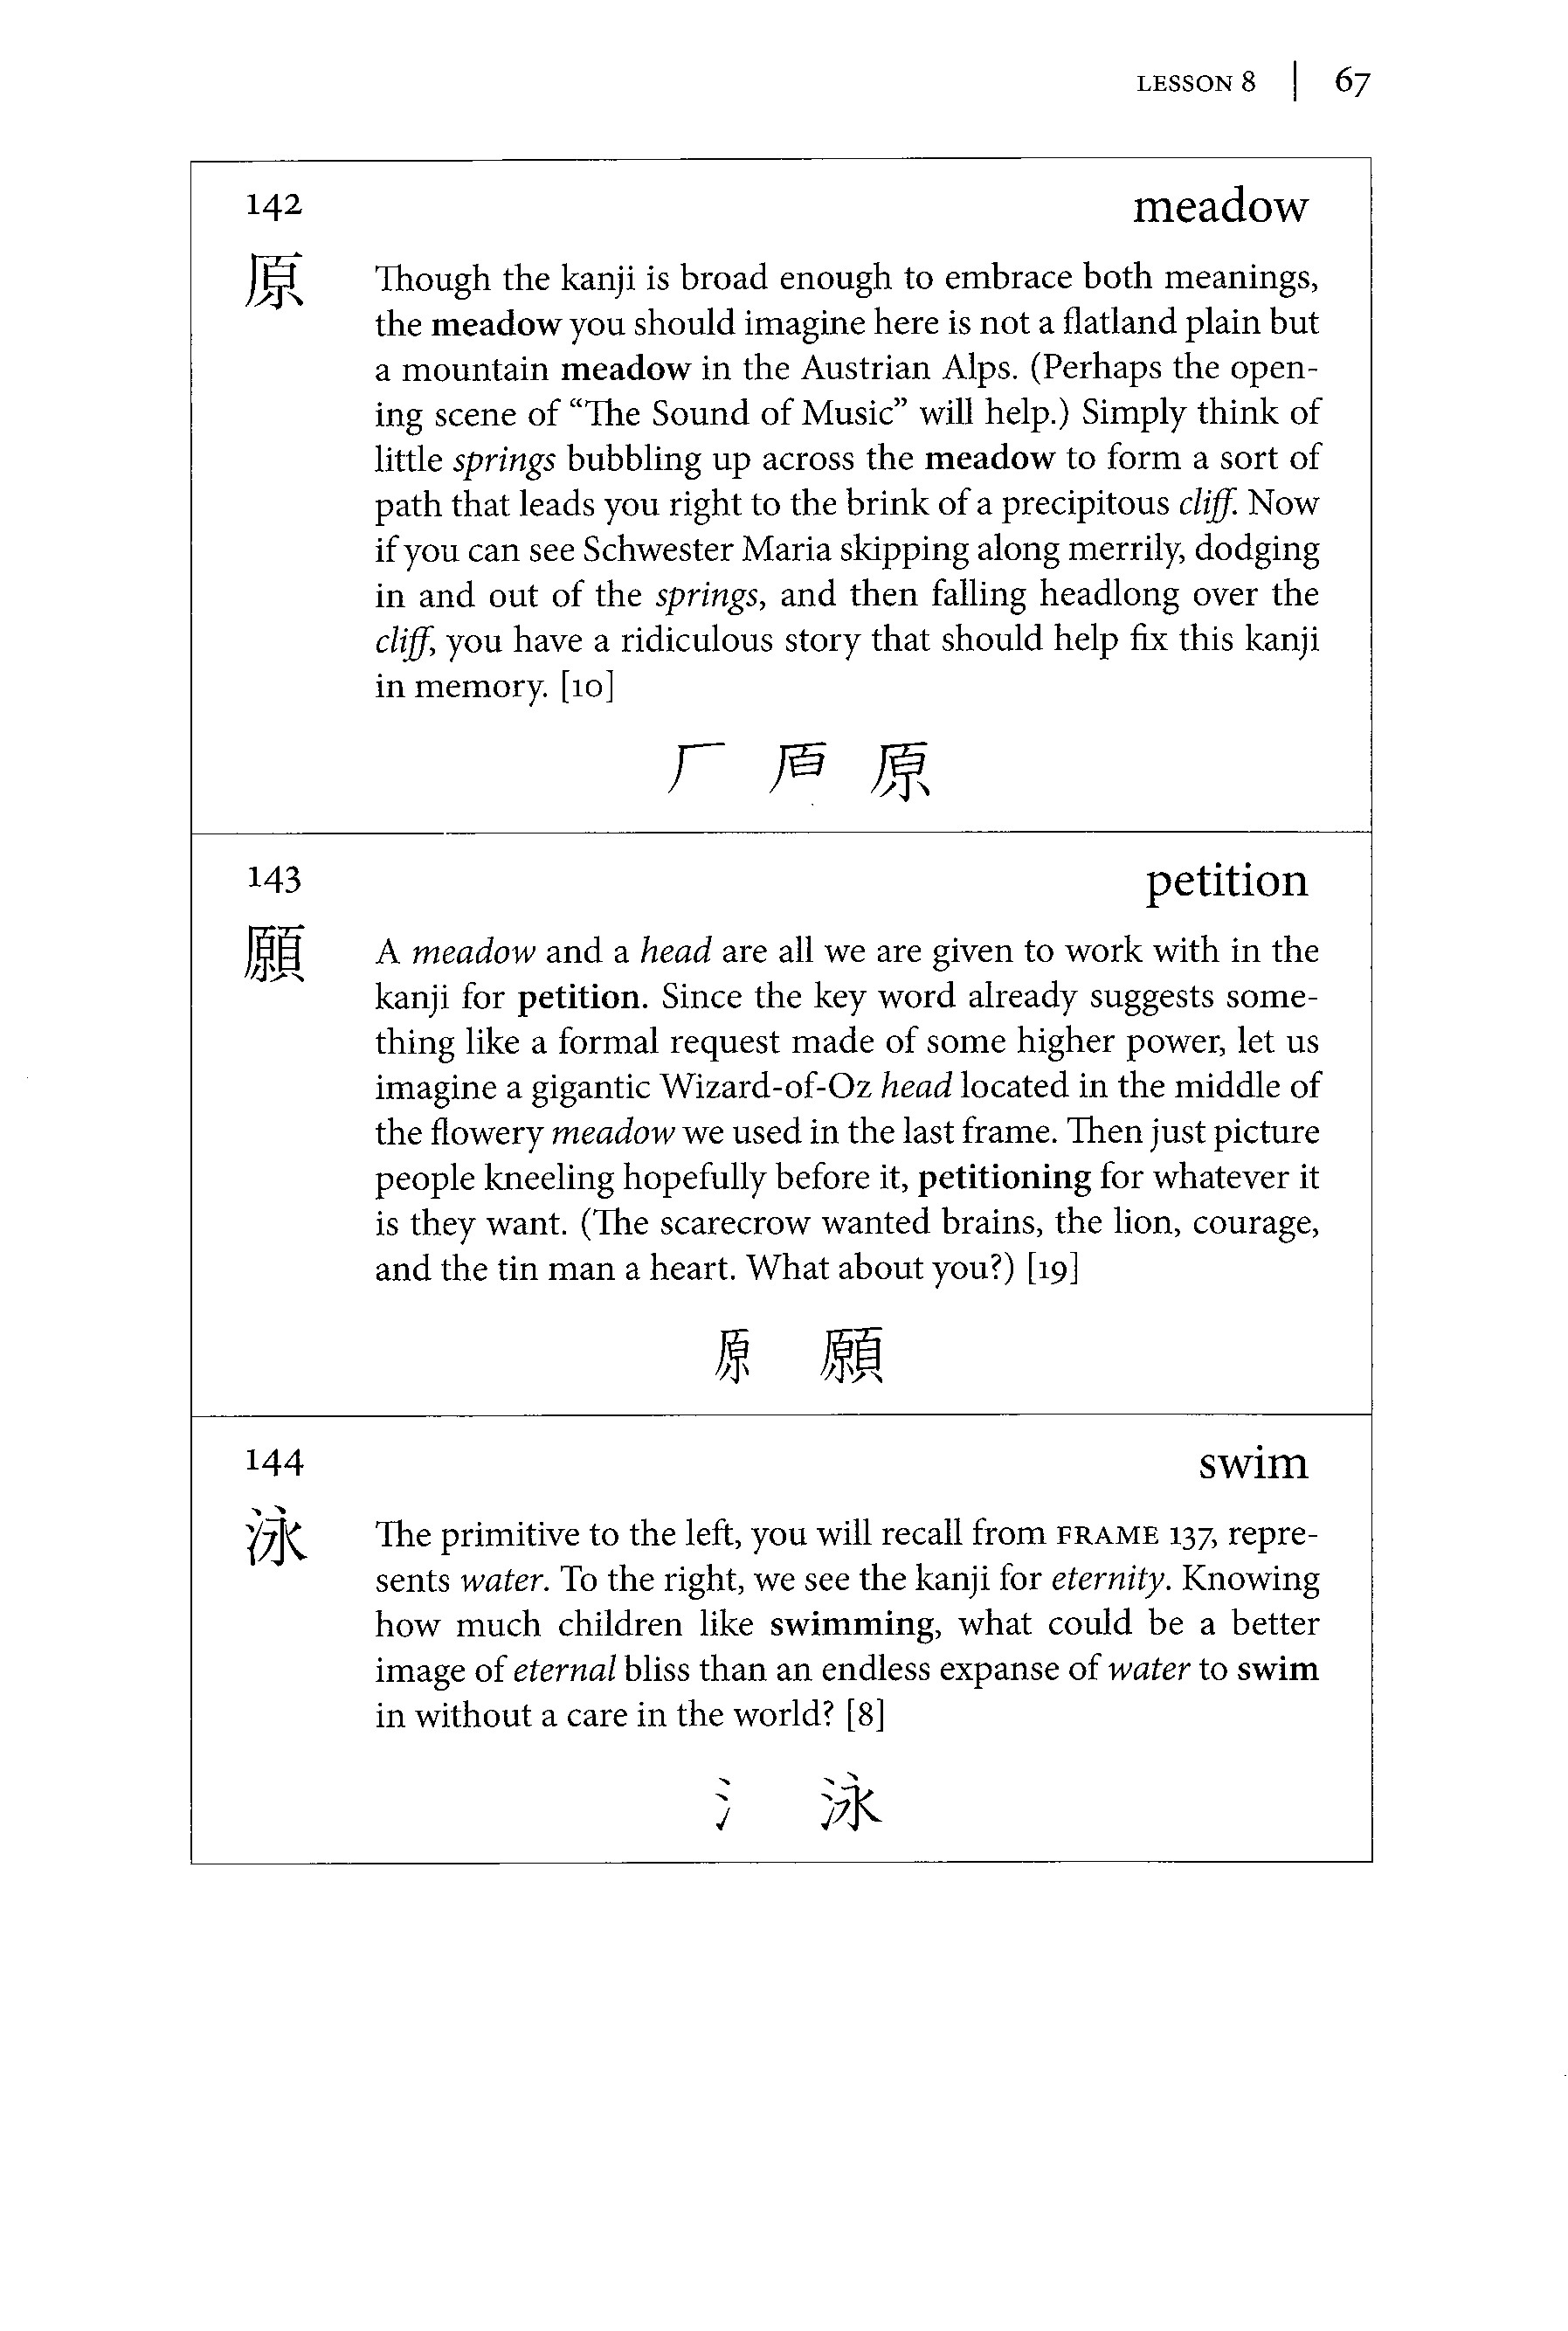 LESSON 8 | 67
142 meadow
原
Though the kanji is broad enough to embrace both meanings,
the meadow you should imagine here is not a flatland plain but
a mountain meadow in the Austrian Alps. (Perhaps the open-
ing scene of “The Sound of Music” will help.) Simply think of
little springs bubbling up across the meadow to form a sort of
path that leads you right to the brink of a precipitous cliff. Now
if you can see Schwester Maria skipping along merrily, dodging
in and out of the springs, and then falling headlong over the
cliff, you have a ridiculous story that should help fix this kanji
in memory. [10]
厂 𠩺 原
143 petition
願
A meadow and a head are all we are given to work with in the
kanji for petition. Since the key word already suggests some-
thing like a formal request made of some higher power, let us
imagine a gigantic Wizard-of-Oz head located in the middle of
the flowery meadow we used in the last frame. Then just picture
people kneeling hopefully before it, petitioning for whatever it
is they want. (The scarecrow wanted brains, the lion, courage,
and the tin man a heart. What about you?) [19]
原 願
144 swim
泳
The primitive to the left, you will recall from FRAME 137, repre-
sents water. To the right, we see the kanji for eternity. Knowing
how much children like swimming, what could be a better
image of eternal bliss than an endless expanse of water to swim
in without a care in the world? [8]
氵 泳